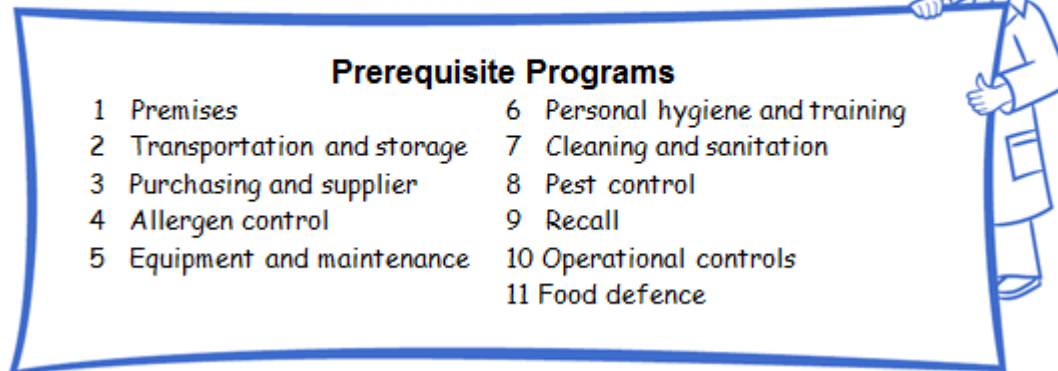 Prerequisite Programs
1 Premises
2 Transportation and storage
3 Purchasing and supplier
4 Allergen control
5 Equipment and maintenance
6 Personal hygiene and training
7 Cleaning and sanitation
8 Pest control
9 Recall
10 Operational controls
11 Food defence